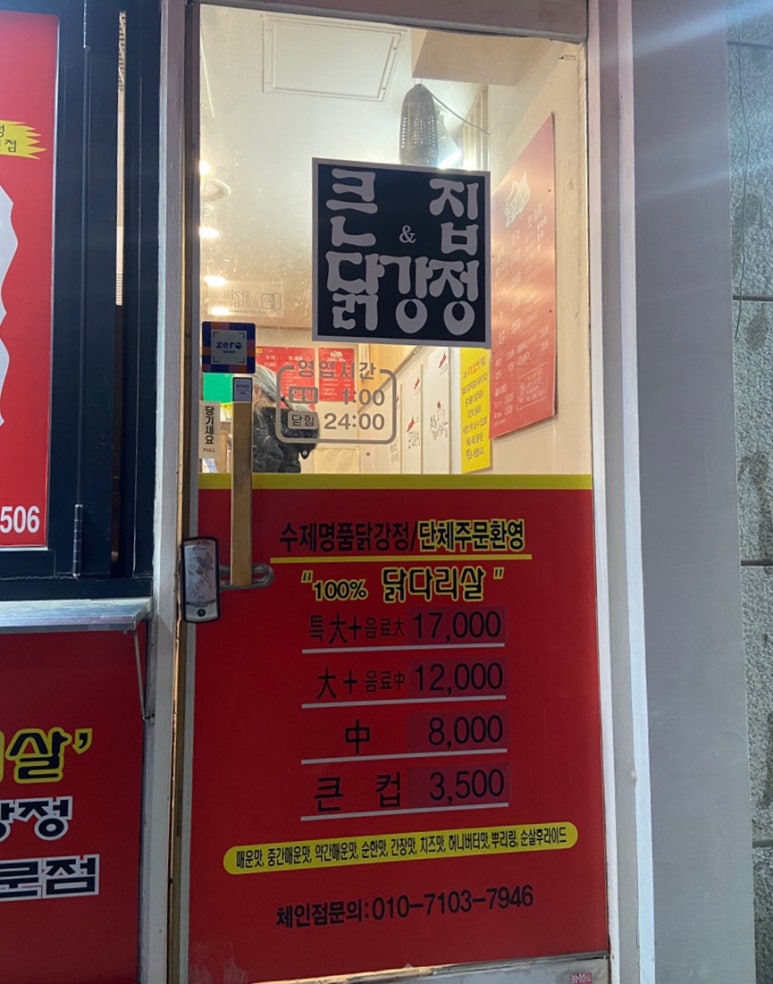 큰 집
&
닭강정
zero
영업시간
1:00
닫힘 24:00
당기세요
PULL
506
수제명품닭강정/단체주문환영
"100% 닭다리살"
특大+음료大 17,000
大+음료中 12,000
中 8,000
큰 컵 3,500
매운맛, 중간매운맛, 약간매운맛, 순한맛, 간장맛, 치즈맛, 허니버터맛, 뿌리링, 순살후라이드
체인점문의:010-7103-7946
살'
강정
로점